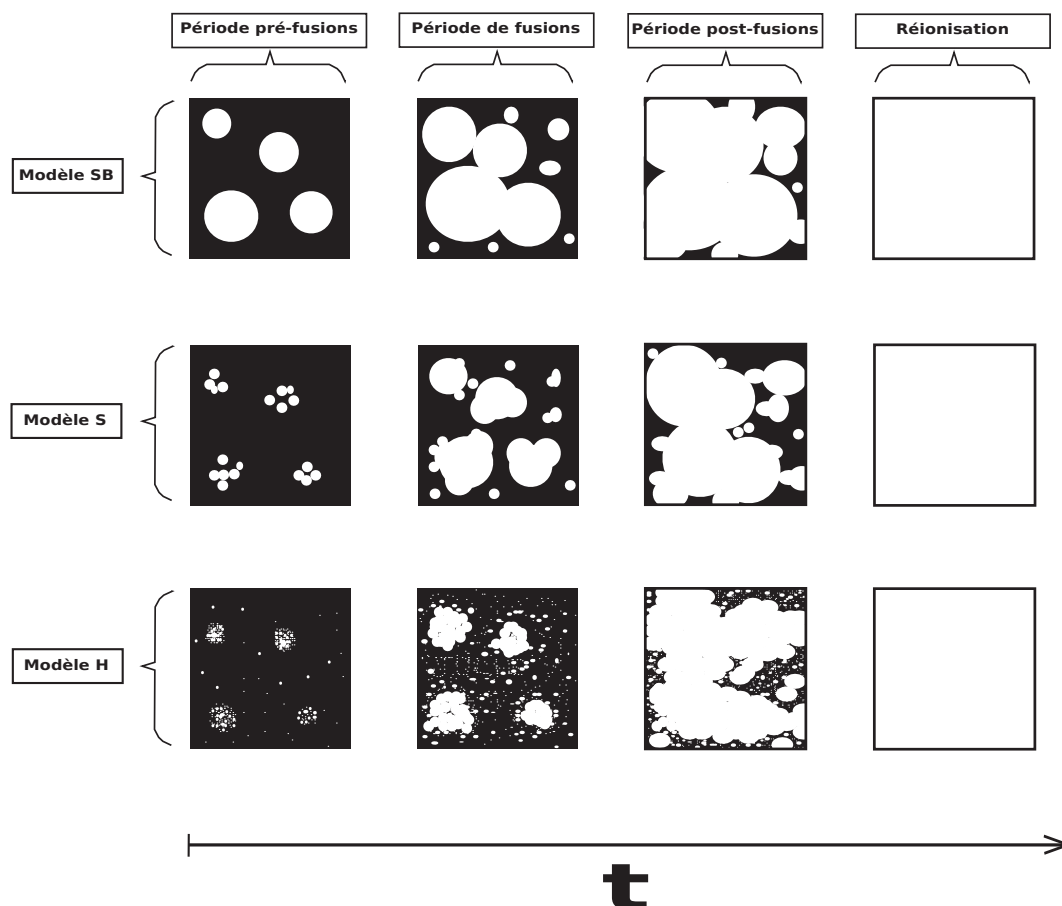 Période pré-fusions
Période de fusions
Période post-fusions
Réionisation
Modèle SB
Modèle S
Modèle H
t